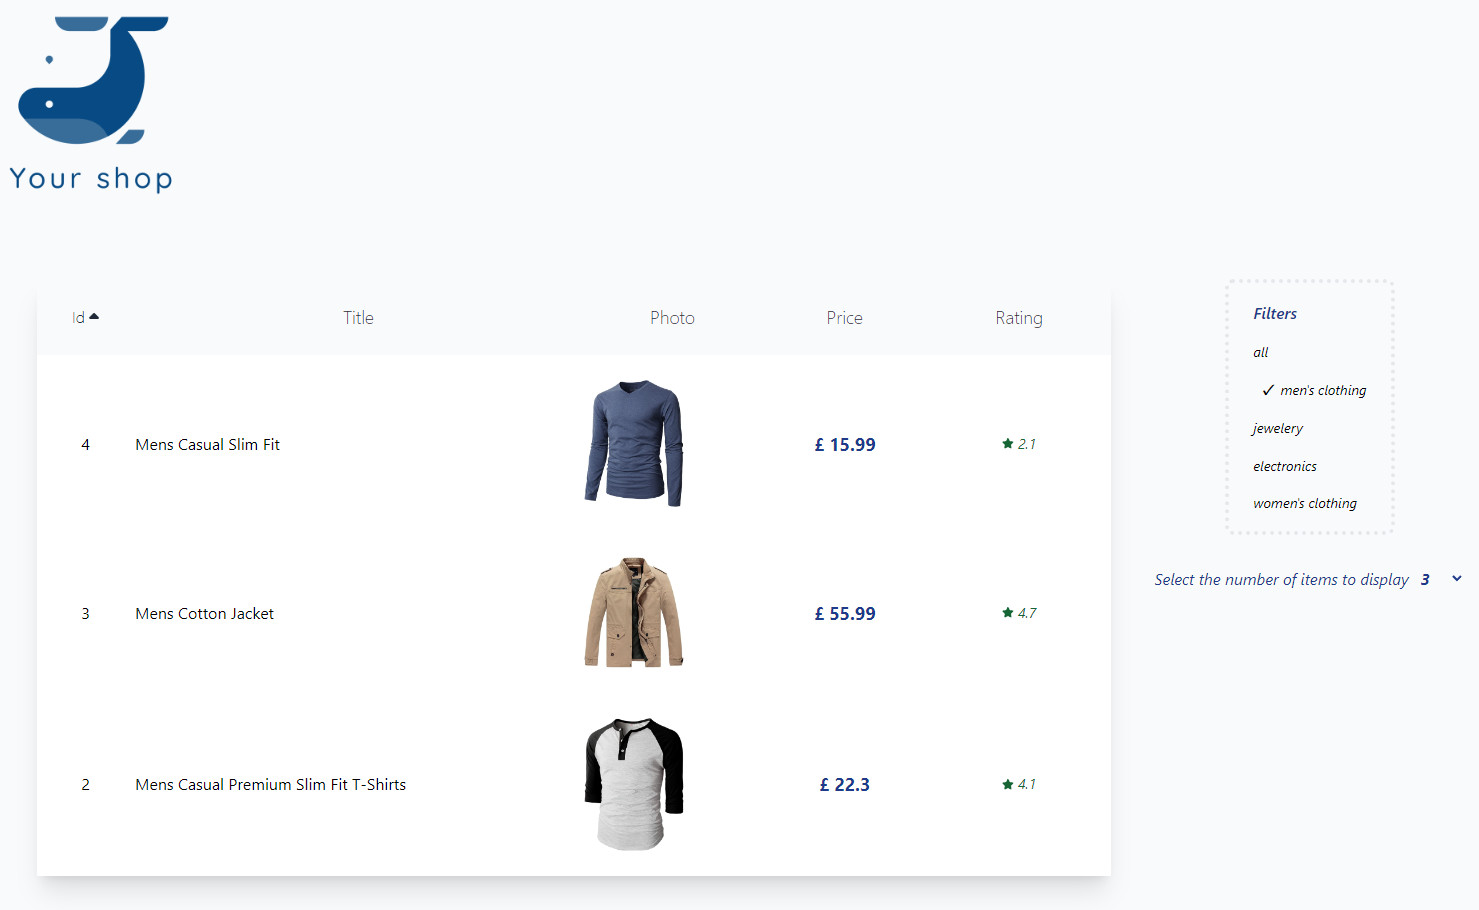 Your shop
Id Title Photo Price Rating
4 Mens Casual Slim Fit £ 15.99 2.1
3 Mens Cotton Jacket £ 55.99 4.7
2 Mens Casual Premium Slim Fit T-Shirts £ 22.3 4.1
Filters
all
✓ men's clothing
jewelery
electronics
women's clothing
Select the number of items to display 3